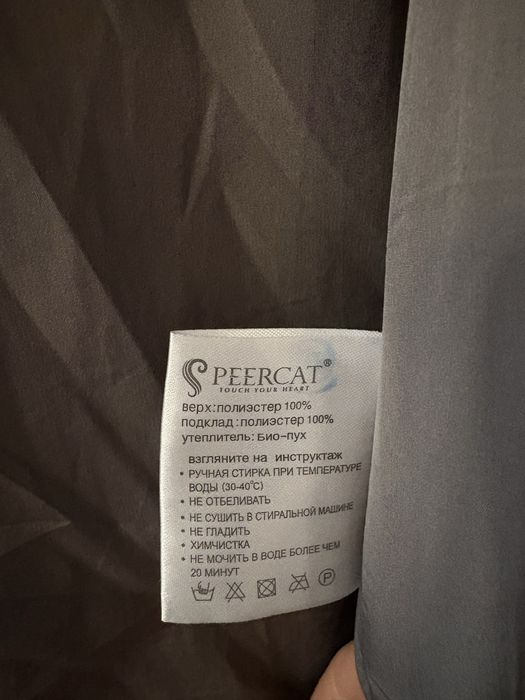 SPEERCAT®
TOUCH YOUR HEART
верх:полиэстер 100%
подклад:полиэстер 100%
утеплитель: Био-пух
взгляните на инструктаж
• РУЧНАЯ СТИРКА ПРИ ТЕМПЕРАТУРЕ
ВОДЫ (30-40°C)
• НЕ ОТБЕЛИВАТЬ
• НЕ СУШИТЬ В СТИРАЛЬНОЙ МАШИНЕ
• НЕ ГЛАДИТЬ
• ХИМЧИСТКА
• НЕ МОЧИТЬ В ВОДЕ БОЛЕЕ ЧЕМ
20 МИНУТ
P